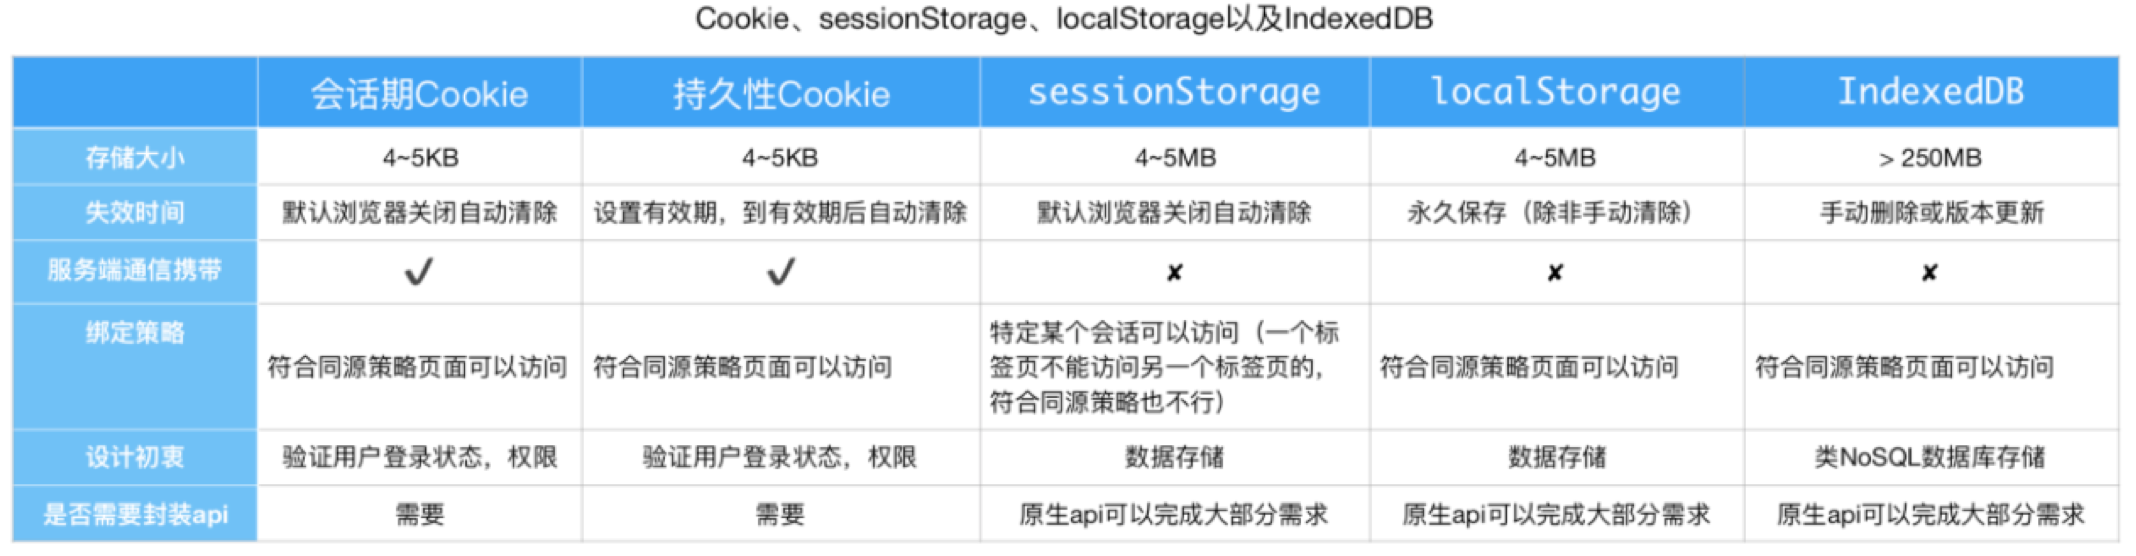 Cookie、sessionStorage、localStorage以及IndexedDB
会话期Cookie 持久性Cookie sessionStorage localStorage IndexedDB
存储大小 4~5KB 4~5KB 4~5MB 4~5MB > 250MB
失效时间 默认浏览器关闭自动清除 设置有效期，到有效期后自动清除 默认浏览器关闭自动清除 永久保存（除非手动清除） 手动删除或版本更新
服务端通信携带 ✔ ✔ ✘ ✘ ✘
绑定策略 符合同源策略页面可以访问 符合同源策略页面可以访问 特定某个会话可以访问（一个标
签页不能访问另一个标签页的，
符合同源策略也不行） 符合同源策略页面可以访问 符合同源策略页面可以访问
设计初衷 验证用户登录状态，权限 验证用户登录状态，权限 数据存储 数据存储 类NoSQL数据库存储
是否需要封装api 需要 需要 原生api可以完成大部分需求 原生api可以完成大部分需求 原生api可以完成大部分需求